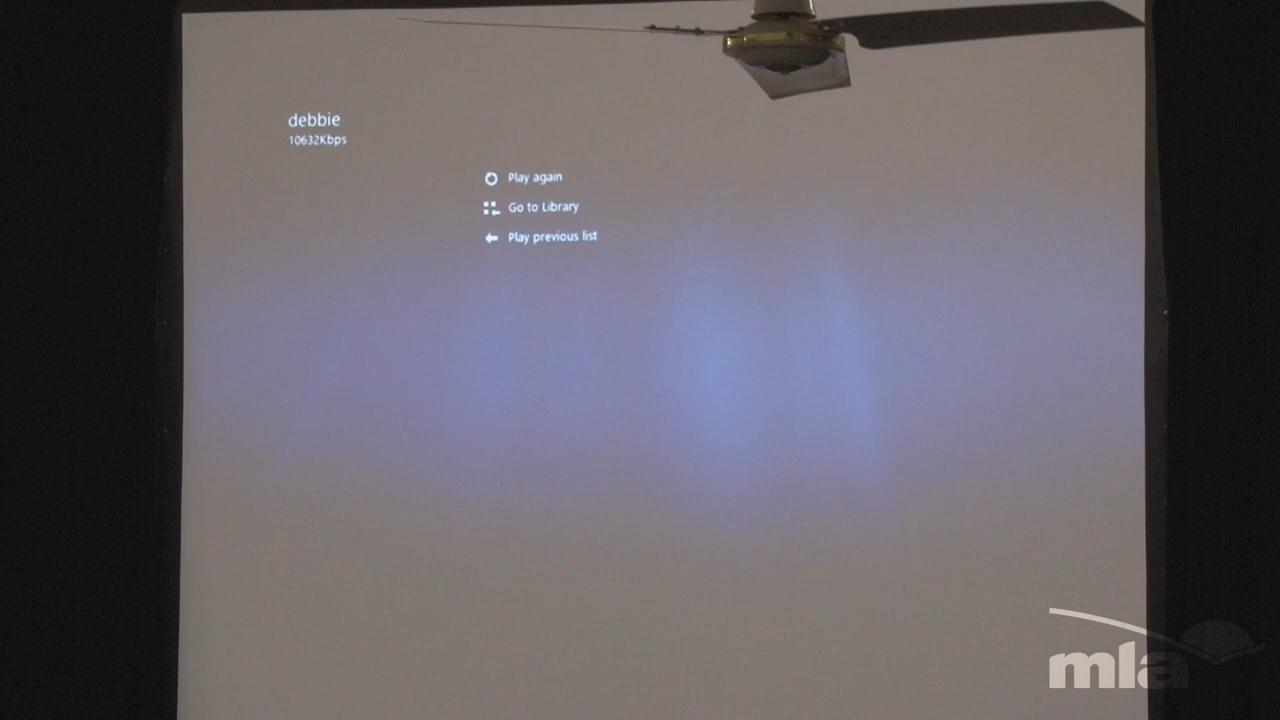 debbie
10632Kbps
Play again
Go to Library
Play previous list
mla